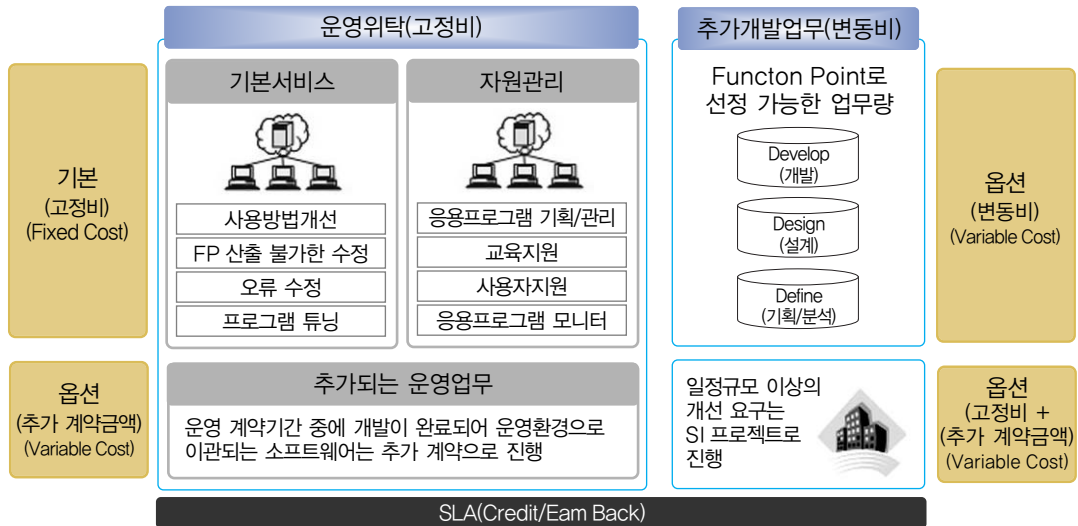 운영위탁(고정비)
추가개발업무(변동비)
기본
(고정비)
(Fixed Cost)
기본서비스
사용방법개선
FP 산출 불가한 수정
오류 수정
프로그램 튜닝
자원관리
응용프로그램 기획/관리
교육지원
사용자지원
응용프로그램 모니터
Functon Point로
선정 가능한 업무량
Develop
(개발)
Design
(설계)
Define
(기획/분석)
옵션
(변동비)
(Variable Cost)
옵션
(추가 계약금액)
(Variable Cost)
추가되는 운영업무
운영 계약기간 중에 개발이 완료되어 운영환경으로
이관되는 소프트웨어는 추가 계약으로 진행
일정규모 이상의
개선 요구는
SI 프로젝트로
진행
옵션
(고정비 +
(추가 계약금액)
(Variable Cost)
SLA(Credit/Eam Back)